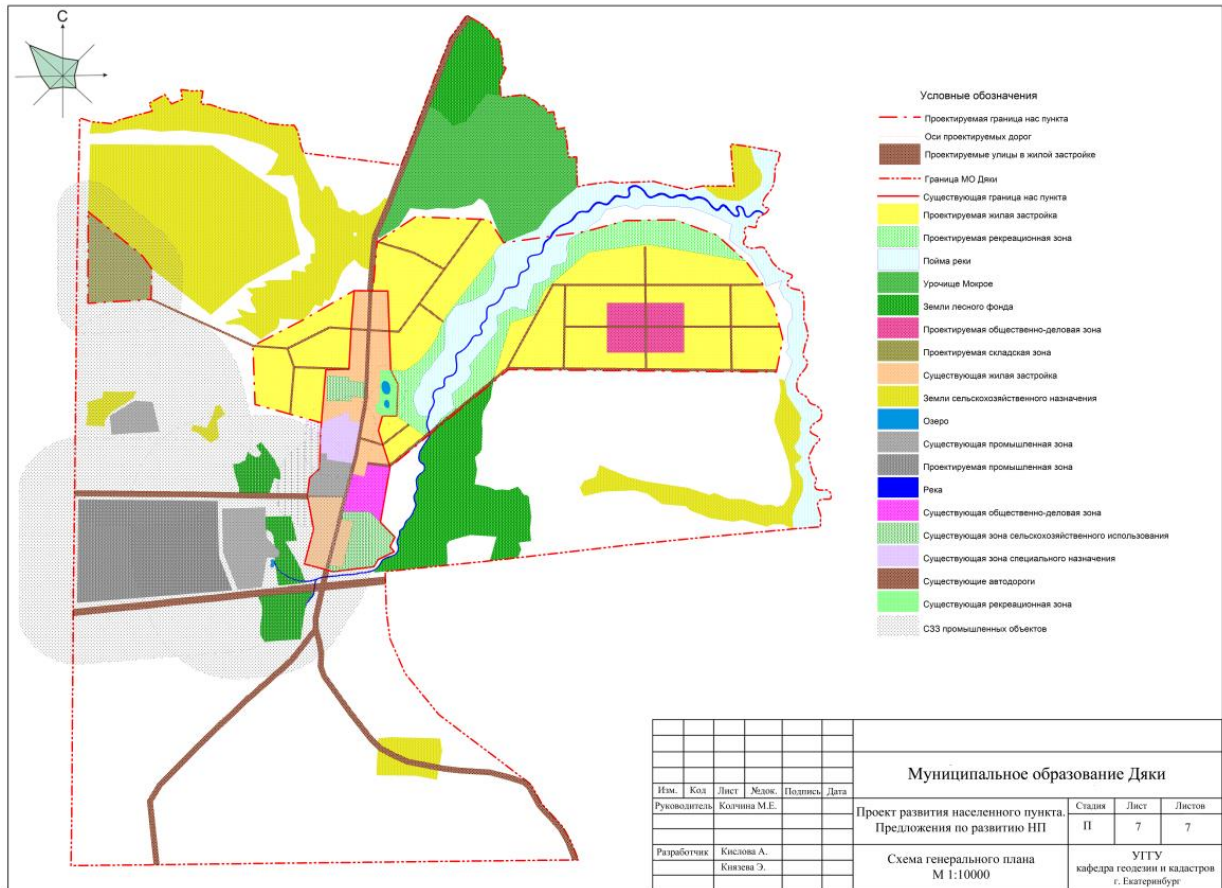 С
Условные обозначения
Проектируемая граница нас пункта
Оси проектируемых дорог
Проектируемые улицы в жилой застройке
Граница МО Дяки
Существующая граница нас пункта
Проектируемая жилая застройка
Проектируемая рекреационная зона
Пойма реки
Урочище Мокрое
Земли лесного фонда
Проектируемая общественно-деловая зона
Проектируемая складская зона
Существующая жилая застройка
Земли сельскохозяйственного назначения
Озеро
Существующая промышленная зона
Проектируемая промышленная зона
Река
Существующая общественно-деловая зона
Существующая зона сельскохозяйственного использования
Существующая зона специального назначения
Существующие автодороги
Существующая рекреационная зона
СЗЗ промышленных объектов
Муниципальное образование Дяки
Изм. Код Лист №док. Подпись Дата
Руководитель Колчина М.Е.
Проект развития населенного пункта.
Предложения по развитию НП
Стадия Лист Листов
П 7 7
Разработчик Кислова А.
Князева Э.
Схема генерального плана
М 1:10000
УГГУ
кафедра геодезии и кадастров
г. Екатеринбург